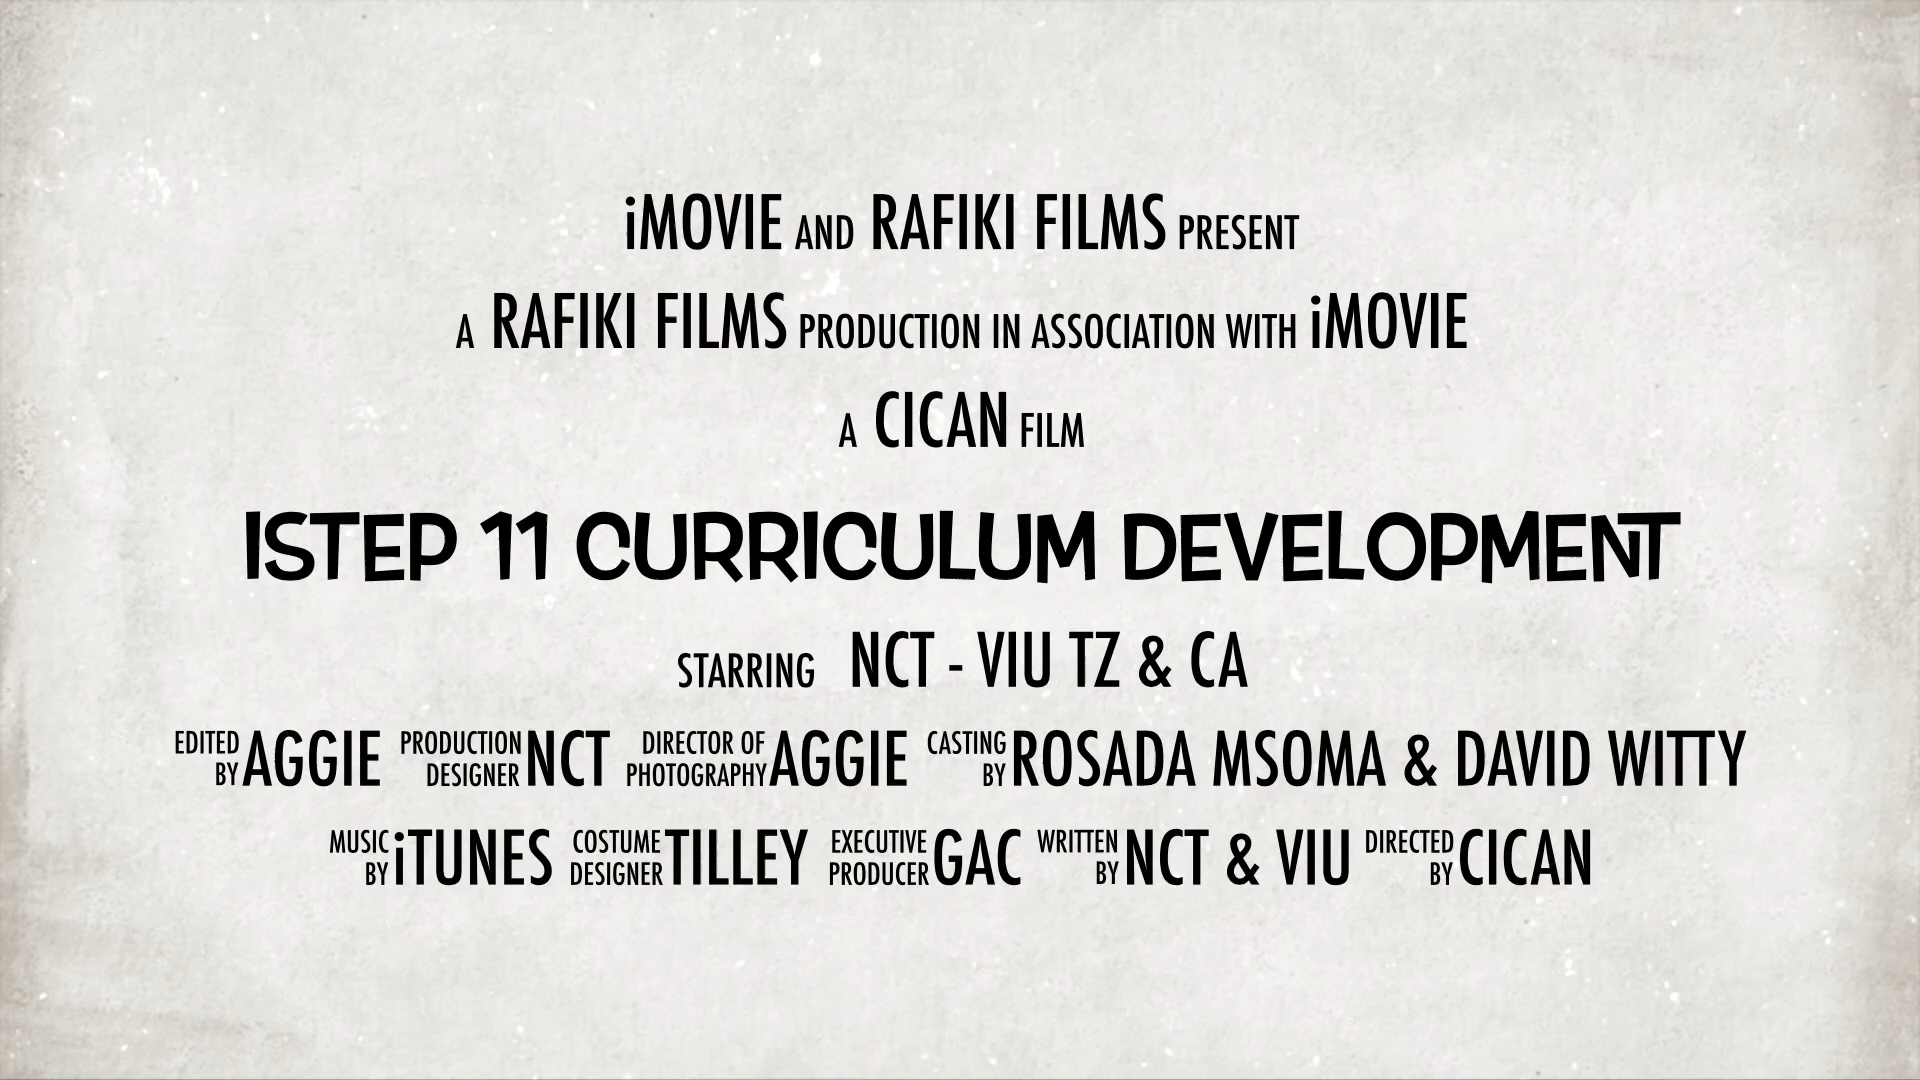 iMOVIE AND RAFIKI FILMS PRESENT
A RAFIKI FILMS PRODUCTION IN ASSOCIATION WITH iMOVIE
A CICAN FILM
ISTEP 11 CURRICULUM DEVELOPMENT
STARRING NCT - VIU TZ & CA
EDITED BY AGGIE PRODUCTION DESIGNER NCT DIRECTOR OF PHOTOGRAPHY AGGIE CASTING BY ROSADA MSOMA & DAVID WITTY
MUSIC BY iTUNES COSTUME DESIGNER TILLEY EXECUTIVE PRODUCER GAC WRITTEN BY NCT & VIU DIRECTED BY CICAN